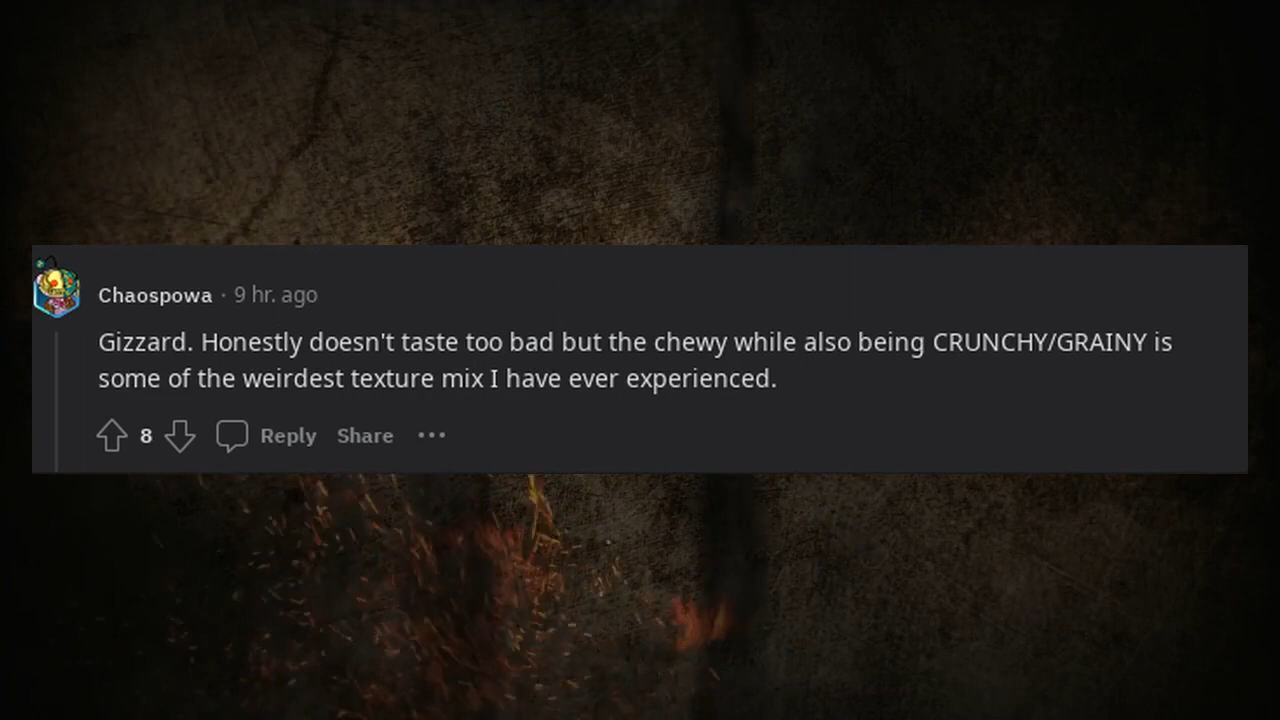 Chaospowa · 9 hr. ago
Gizzard. Honestly doesn't taste too bad but the chewy while also being CRUNCHY/GRAINY is
some of the weirdest texture mix I have ever experienced.
8 Reply Share ···